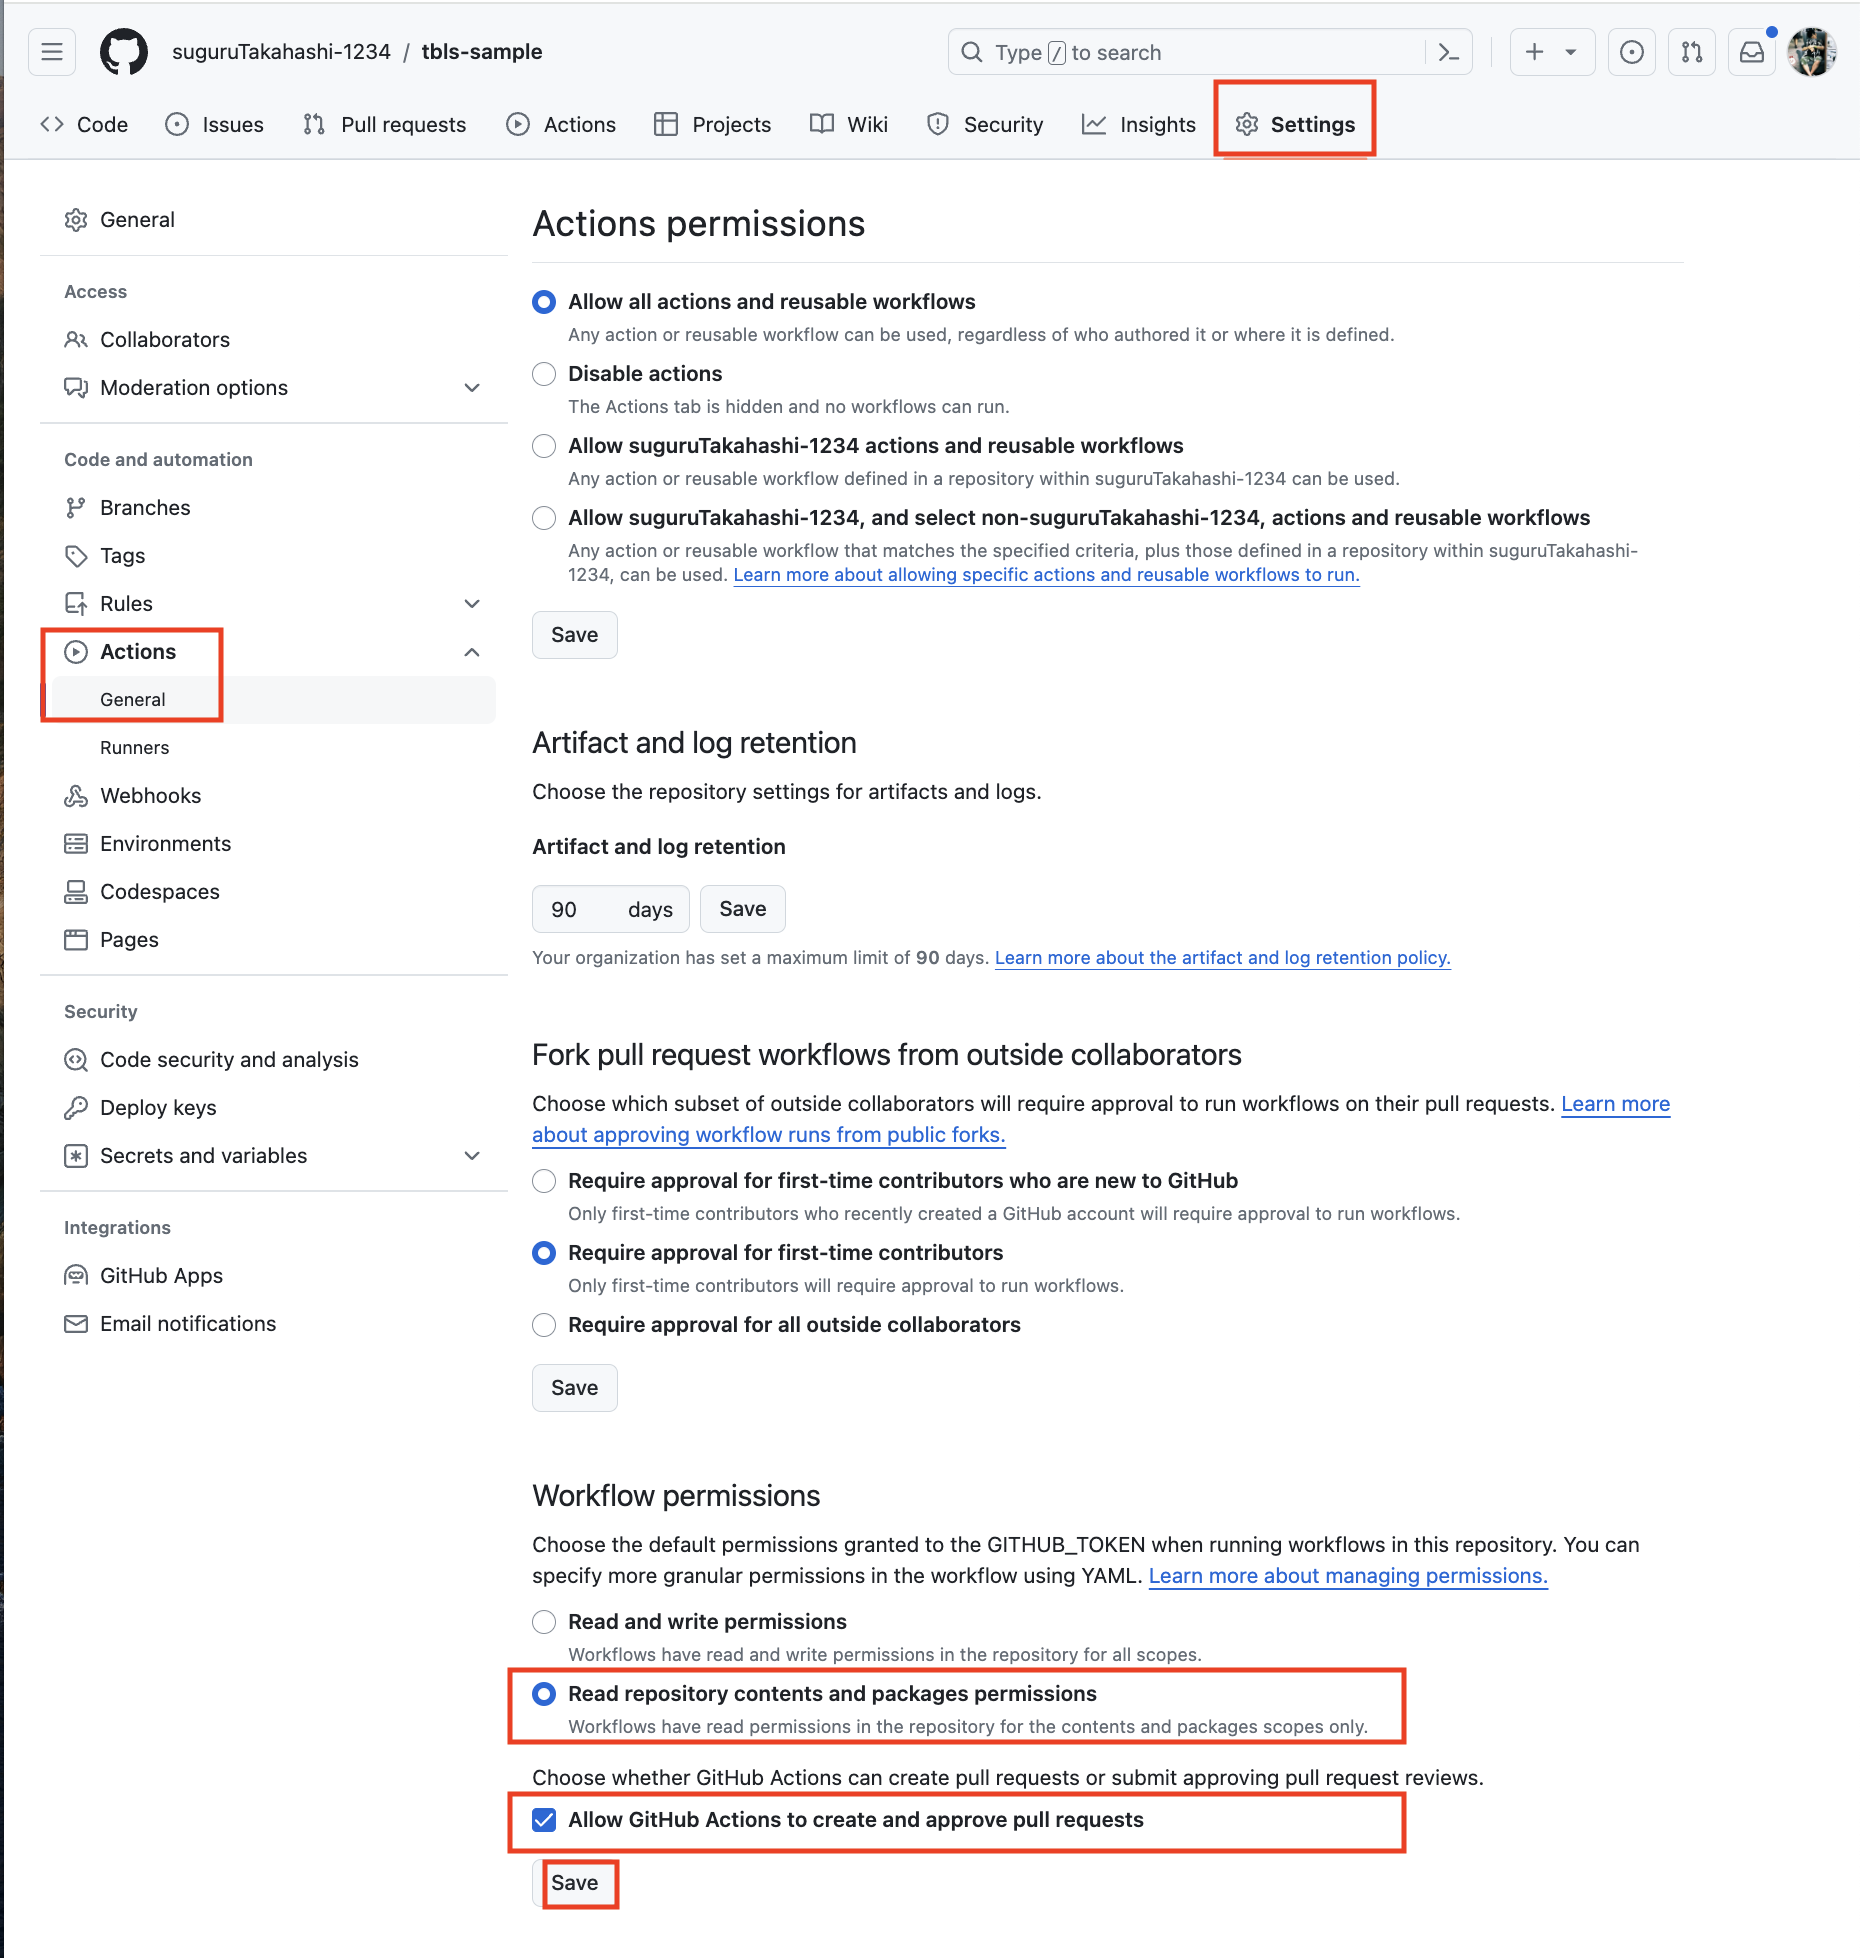 suguruTakahashi-1234 / tbls-sample
Type / to search
Code
Issues
Pull requests
Actions
Projects
Wiki
Security
Insights
Settings
General
Access
Collaborators
Moderation options
Code and automation
Branches
Tags
Rules
Actions
General
Runners
Webhooks
Environments
Codespaces
Pages
Security
Code security and analysis
Deploy keys
Secrets and variables
Integrations
GitHub Apps
Email notifications
Actions permissions
Allow all actions and reusable workflows
Any action or reusable workflow can be used, regardless of who authored it or where it is defined.
Disable actions
The Actions tab is hidden and no workflows can run.
Allow suguruTakahashi-1234 actions and reusable workflows
Any action or reusable workflow defined in a repository within suguruTakahashi-1234 can be used.
Allow suguruTakahashi-1234, and select non-suguruTakahashi-1234, actions and reusable workflows
Any action or reusable workflow that matches the specified criteria, plus those defined in a repository within suguruTakahashi-
1234, can be used. Learn more about allowing specific actions and reusable workflows to run.
Save
Artifact and log retention
Choose the repository settings for artifacts and logs.
Artifact and log retention
90 days Save
Your organization has set a maximum limit of 90 days. Learn more about the artifact and log retention policy.
Fork pull request workflows from outside collaborators
Choose which subset of outside collaborators will require approval to run workflows on their pull requests. Learn more
about approving workflow runs from public forks.
Require approval for first-time contributors who are new to GitHub
Only first-time contributors who recently created a GitHub account will require approval to run workflows.
Require approval for first-time contributors
Only first-time contributors will require approval to run workflows.
Require approval for all outside collaborators
Save
Workflow permissions
Choose the default permissions granted to the GITHUB_TOKEN when running workflows in this repository. You can
specify more granular permissions in the workflow using YAML. Learn more about managing permissions.
Read and write permissions
Workflows have read and write permissions in the repository for all scopes.
Read repository contents and packages permissions
Workflows have read permissions in the repository for the contents and packages scopes only.
Choose whether GitHub Actions can create pull requests or submit approving pull request reviews.
Allow GitHub Actions to create and approve pull requests
Save